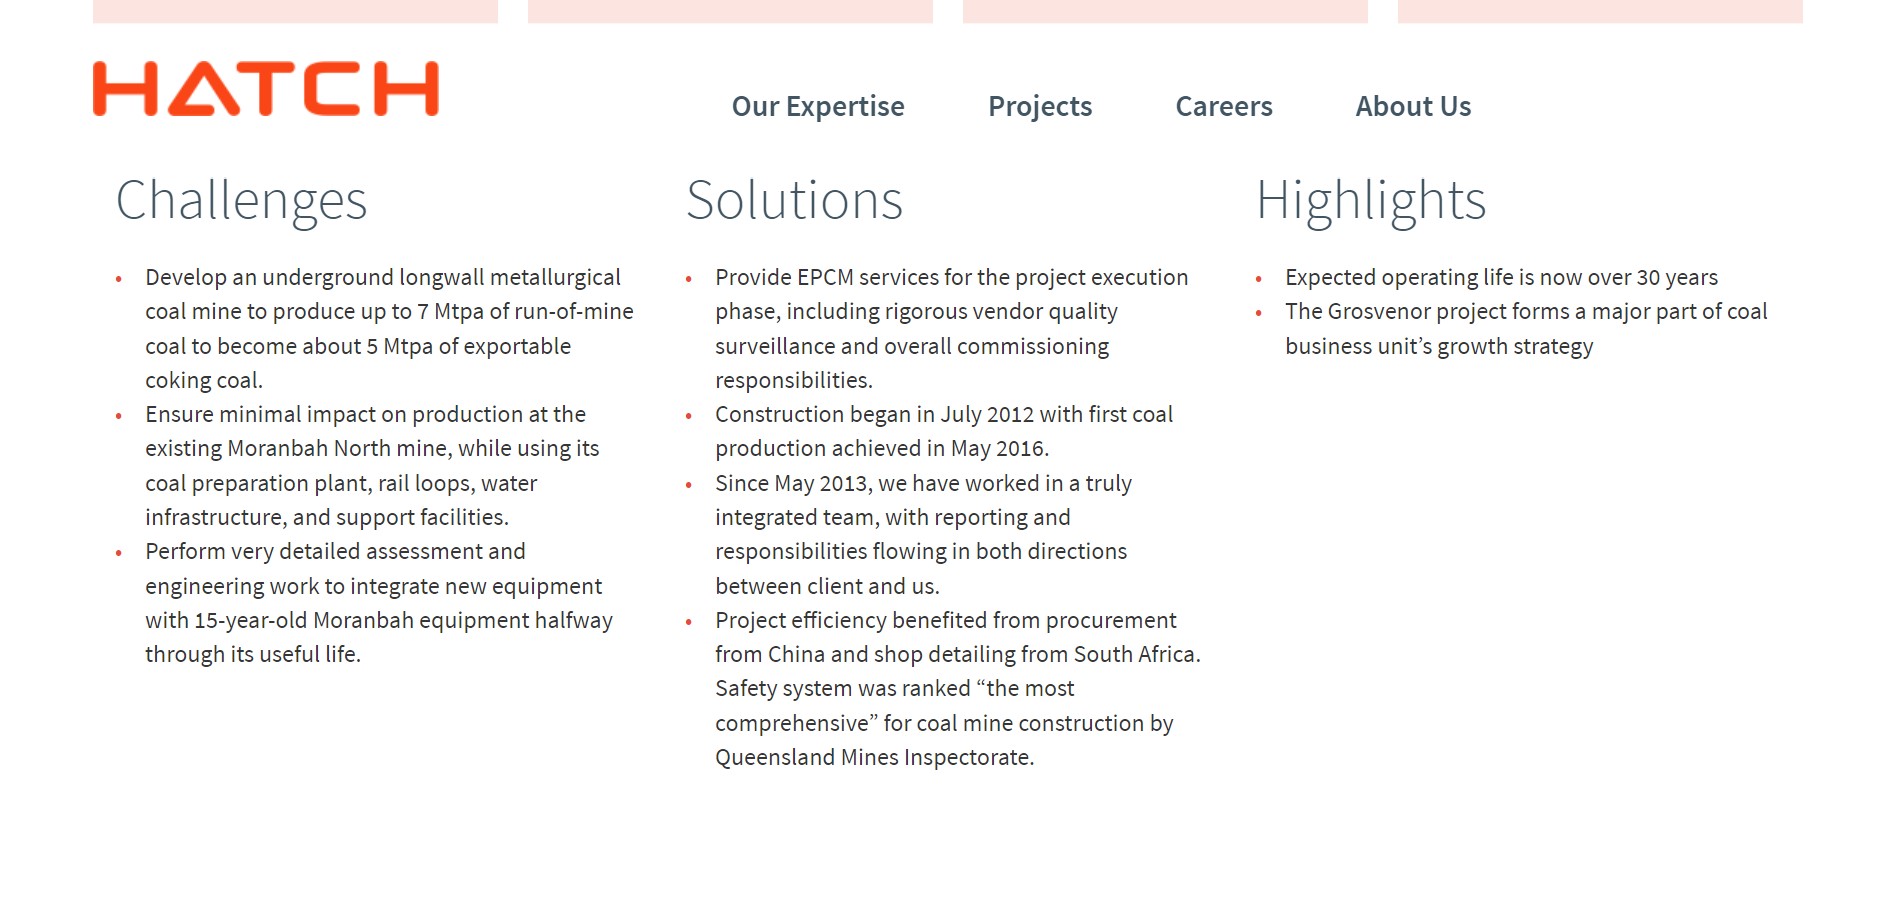 HATCH
Our Expertise
Projects
Careers
About Us
Challenges
• Develop an underground longwall metallurgical
coal mine to produce up to 7 Mtpa of run-of-mine
coal to become about 5 Mtpa of exportable
coking coal.
• Ensure minimal impact on production at the
existing Moranbah North mine, while using its
coal preparation plant, rail loops, water
infrastructure, and support facilities.
• Perform very detailed assessment and
engineering work to integrate new equipment
with 15-year-old Moranbah equipment halfway
through its useful life.
Solutions
• Provide EPCM services for the project execution
phase, including rigorous vendor quality
surveillance and overall commissioning
responsibilities.
• Construction began in July 2012 with first coal
production achieved in May 2016.
• Since May 2013, we have worked in a truly
integrated team, with reporting and
responsibilities flowing in both directions
between client and us.
• Project efficiency benefited from procurement
from China and shop detailing from South Africa.
Safety system was ranked “the most
comprehensive” for coal mine construction by
Queensland Mines Inspectorate.
Highlights
• Expected operating life is now over 30 years
• The Grosvenor project forms a major part of coal
business unit’s growth strategy